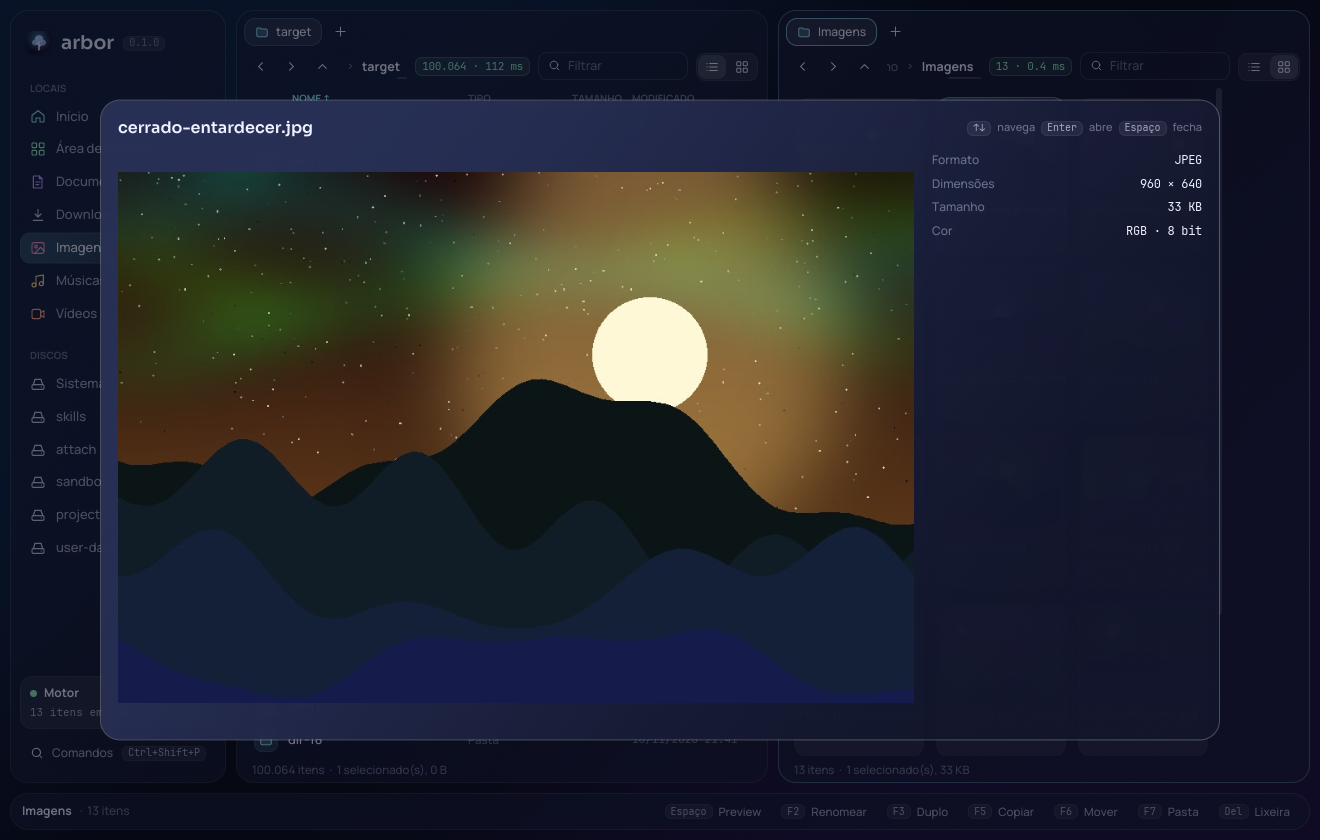 arbor 0.1.0
LOCAIS
Início
Área de
Docume
Downlo
Imagen
Músicas
Vídeos
DISCOS
Sistema
skills
attach
sandbo
project
user-da
Motor
13 itens em
Comandos Ctrl+Shift+P
target +
target 100.064 · 112 ms Filtrar
NOME ↑ TIPO TAMANHO MODIFICADO
Imagens +
› Imagens 13 · 0.4 ms Filtrar
cerrado-entardecer.jpg
↑↓ navega Enter abre Espaço fecha
Formato JPEG
Dimensões 960 × 640
Tamanho 33 KB
Cor RGB · 8 bit
Pasta
100.064 itens · 1 selecionado(s), 0 B
13 itens · 1 selecionado(s), 33 KB
Imagens · 13 itens
Espaço Preview F2 Renomear F3 Duplo F5 Copiar F6 Mover F7 Pasta Del Lixeira